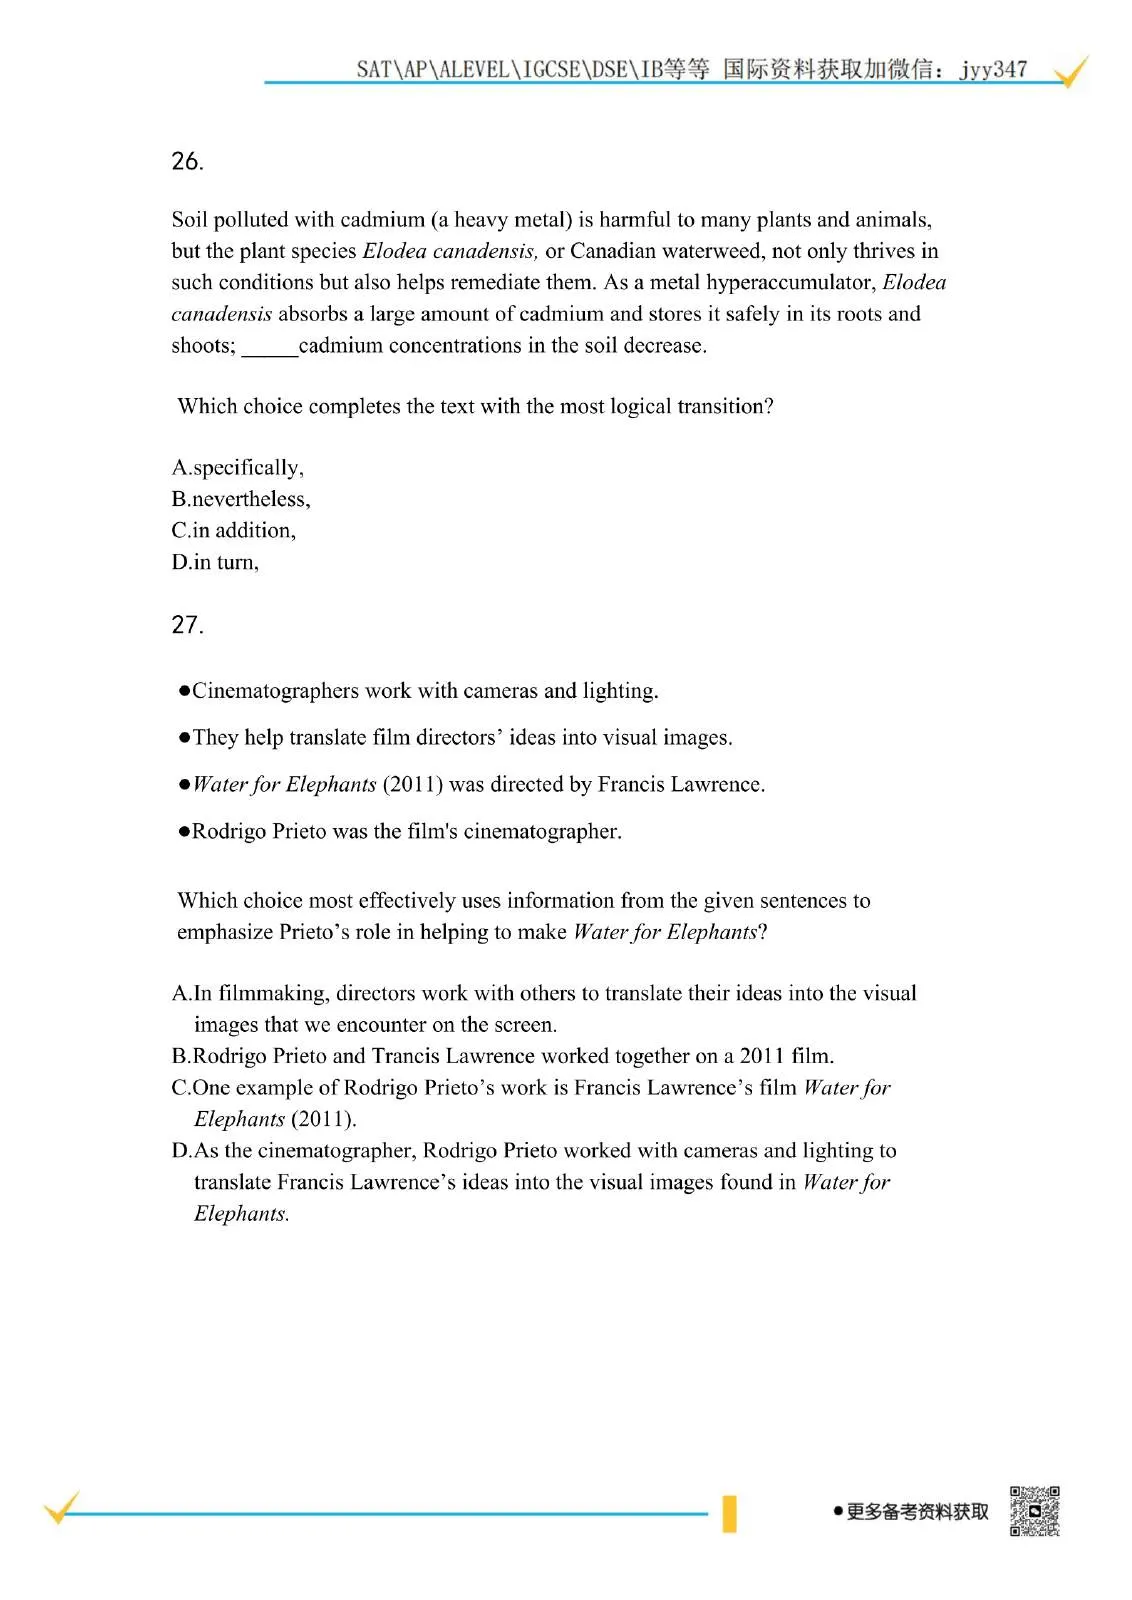 SAT\AP\ALEVEL\IGCSE\DSE\IB等等 国际资料获取加微信：jyy347
26.
Soil polluted with cadmium (a heavy metal) is harmful to many plants and animals,
but the plant species Elodea canadensis, or Canadian waterweed, not only thrives in
such conditions but also helps remediate them. As a metal hyperaccumulator, Elodea
canadensis absorbs a large amount of cadmium and stores it safely in its roots and
shoots; _____cadmium concentrations in the soil decrease.
Which choice completes the text with the most logical transition?
A.specifically,
B.nevertheless,
C.in addition,
D.in turn,
27.
●Cinematographers work with cameras and lighting.
●They help translate film directors’ ideas into visual images.
●Water for Elephants (2011) was directed by Francis Lawrence.
●Rodrigo Prieto was the film's cinematographer.
Which choice most effectively uses information from the given sentences to
emphasize Prieto’s role in helping to make Water for Elephants?
A.In filmmaking, directors work with others to translate their ideas into the visual
images that we encounter on the screen.
B.Rodrigo Prieto and Trancis Lawrence worked together on a 2011 film.
C.One example of Rodrigo Prieto’s work is Francis Lawrence’s film Water for
Elephants (2011).
D.As the cinematographer, Rodrigo Prieto worked with cameras and lighting to
translate Francis Lawrence’s ideas into the visual images found in Water for
Elephants.
●更多备考资料获取